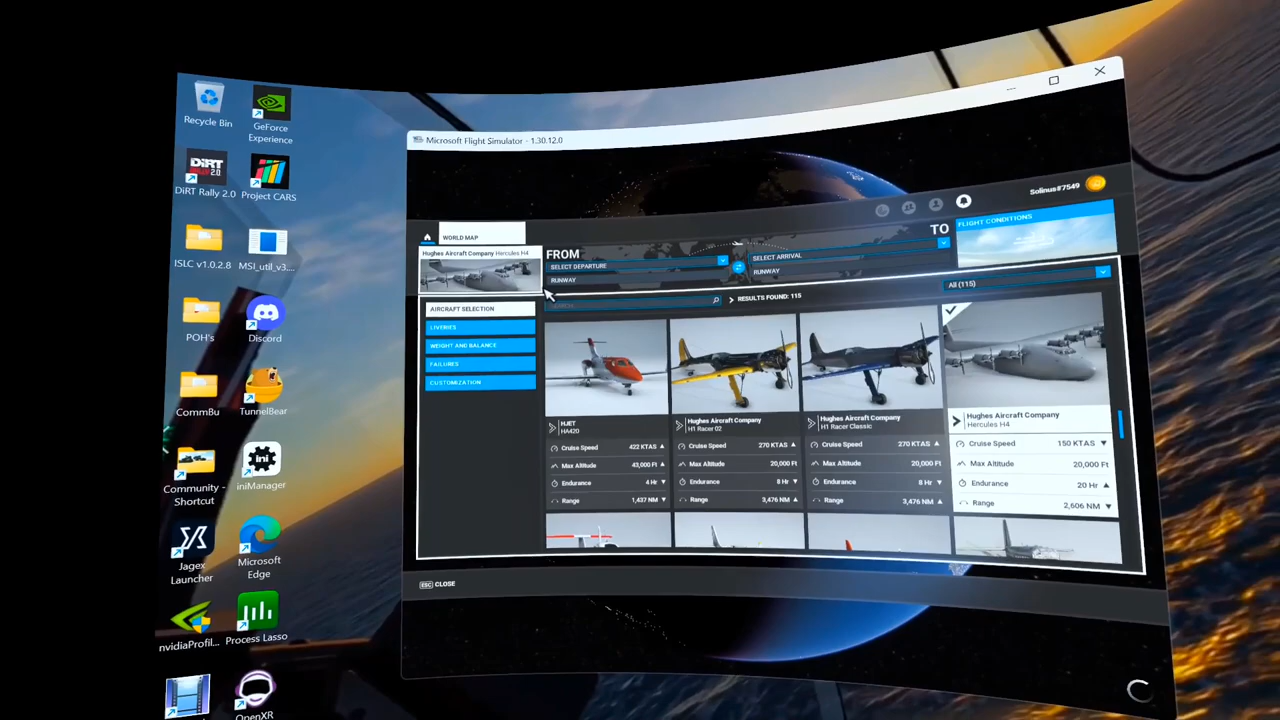 Recycle Bin
GeForce
Experience
DiRT Rally 2.0
Project CARS
ISLC v1.0.2.8
MSI_util_v3....
POH's
Discord
CommBu
TunnelBear
Community -
Shortcut
iniManager
Jagex
Launcher
Microsoft
Edge
nvidiaProfil...
Process Lasso
OpenXR
Microsoft Flight Simulator - 1.30.12.0
Solinus#7549
WORLD MAP
Hughes Aircraft Company Hercules H4
FROM
SELECT DEPARTURE
RUNWAY
TO
SELECT ARRIVAL
RUNWAY
FLIGHT CONDITIONS
AIRCRAFT SELECTION
LIVERIES
WEIGHT AND BALANCE
FAILURES
CUSTOMIZATION
RESULTS FOUND: 115
All (115)
HJET
HA420
Cruise Speed 422 KTAS
Max Altitude 43,000 Ft
Endurance 4 Hr
Range 1,437 NM
Hughes Aircraft Company
H1 Racer 02
Cruise Speed 270 KTAS
Max Altitude 20,000 Ft
Endurance 8 Hr
Range 3,476 NM
Hughes Aircraft Company
H1 Racer Classic
Cruise Speed 270 KTAS
Max Altitude 20,000 Ft
Endurance 8 Hr
Range 3,476 NM
Hughes Aircraft Company
Hercules H4
Cruise Speed 150 KTAS
Max Altitude 20,000 Ft
Endurance 20 Hr
Range 2,606 NM
ESC CLOSE